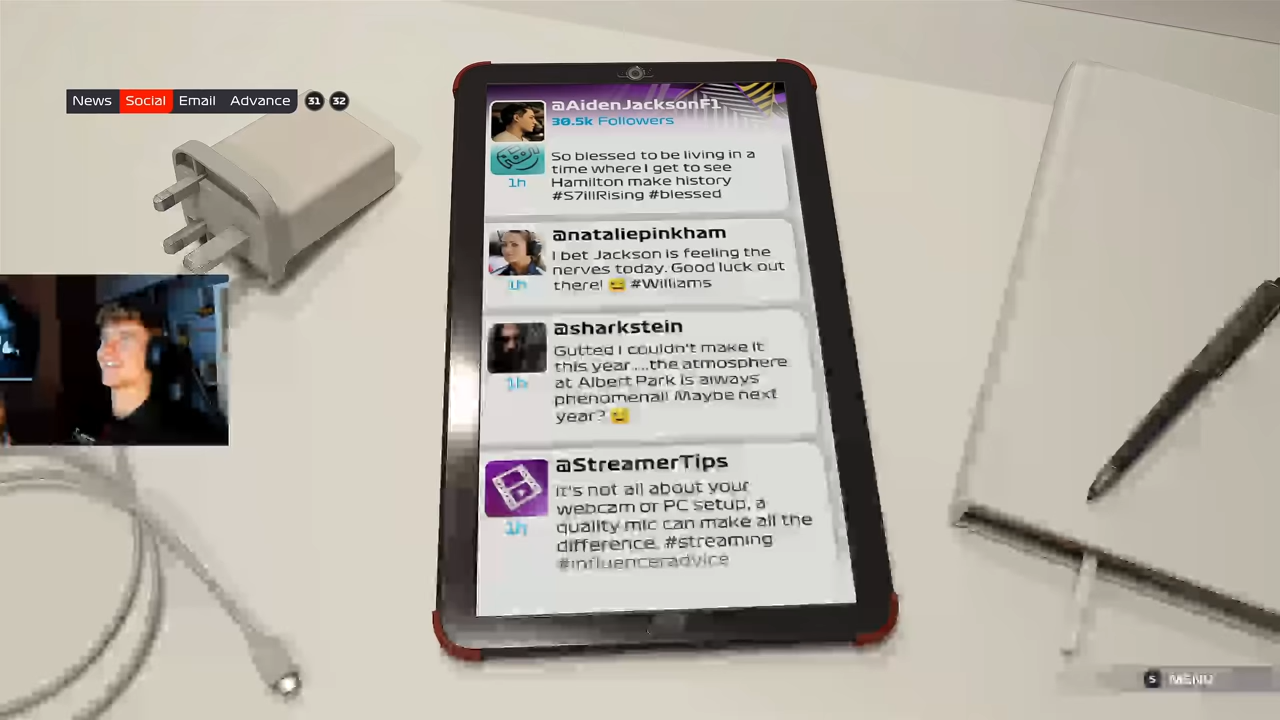 News Social Email Advance 31 32
@AidenJacksonF1
30.5k Followers
So blessed to be living in a
time where I get to see
Hamilton make history
#S7illRising #blessed
1h
@nataliepinkham
I bet Jackson is feeling the
nerves today. Good luck out
there! 😄 #Williams
1h
@sharkstein
Gutted I couldn't make it
this year....the atmosphere
at Albert Park is always
phenomenal! Maybe next
year? 😄
1h
@StreamerTips
It's not all about your
webcam or PC setup, a
quality mic can make all the
difference. #streaming
#influenceradvice
1h
S MENU